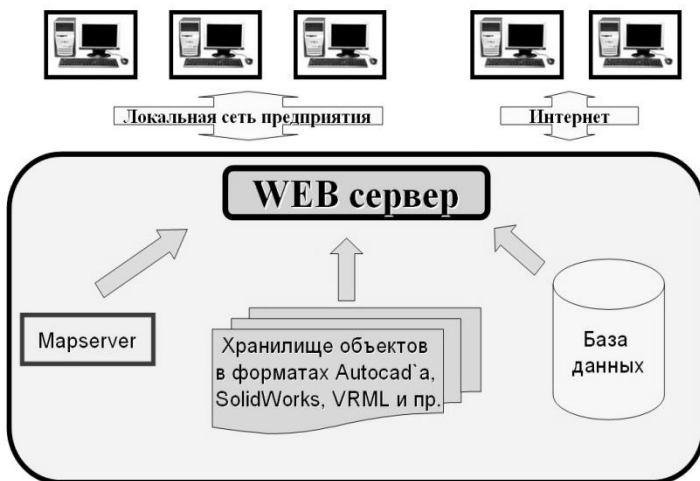 Локальная сеть предприятия
Интернет
WEB сервер
Mapserver
Хранилище объектов
в форматах Autocad`a,
SolidWorks, VRML и пр.
База
данных